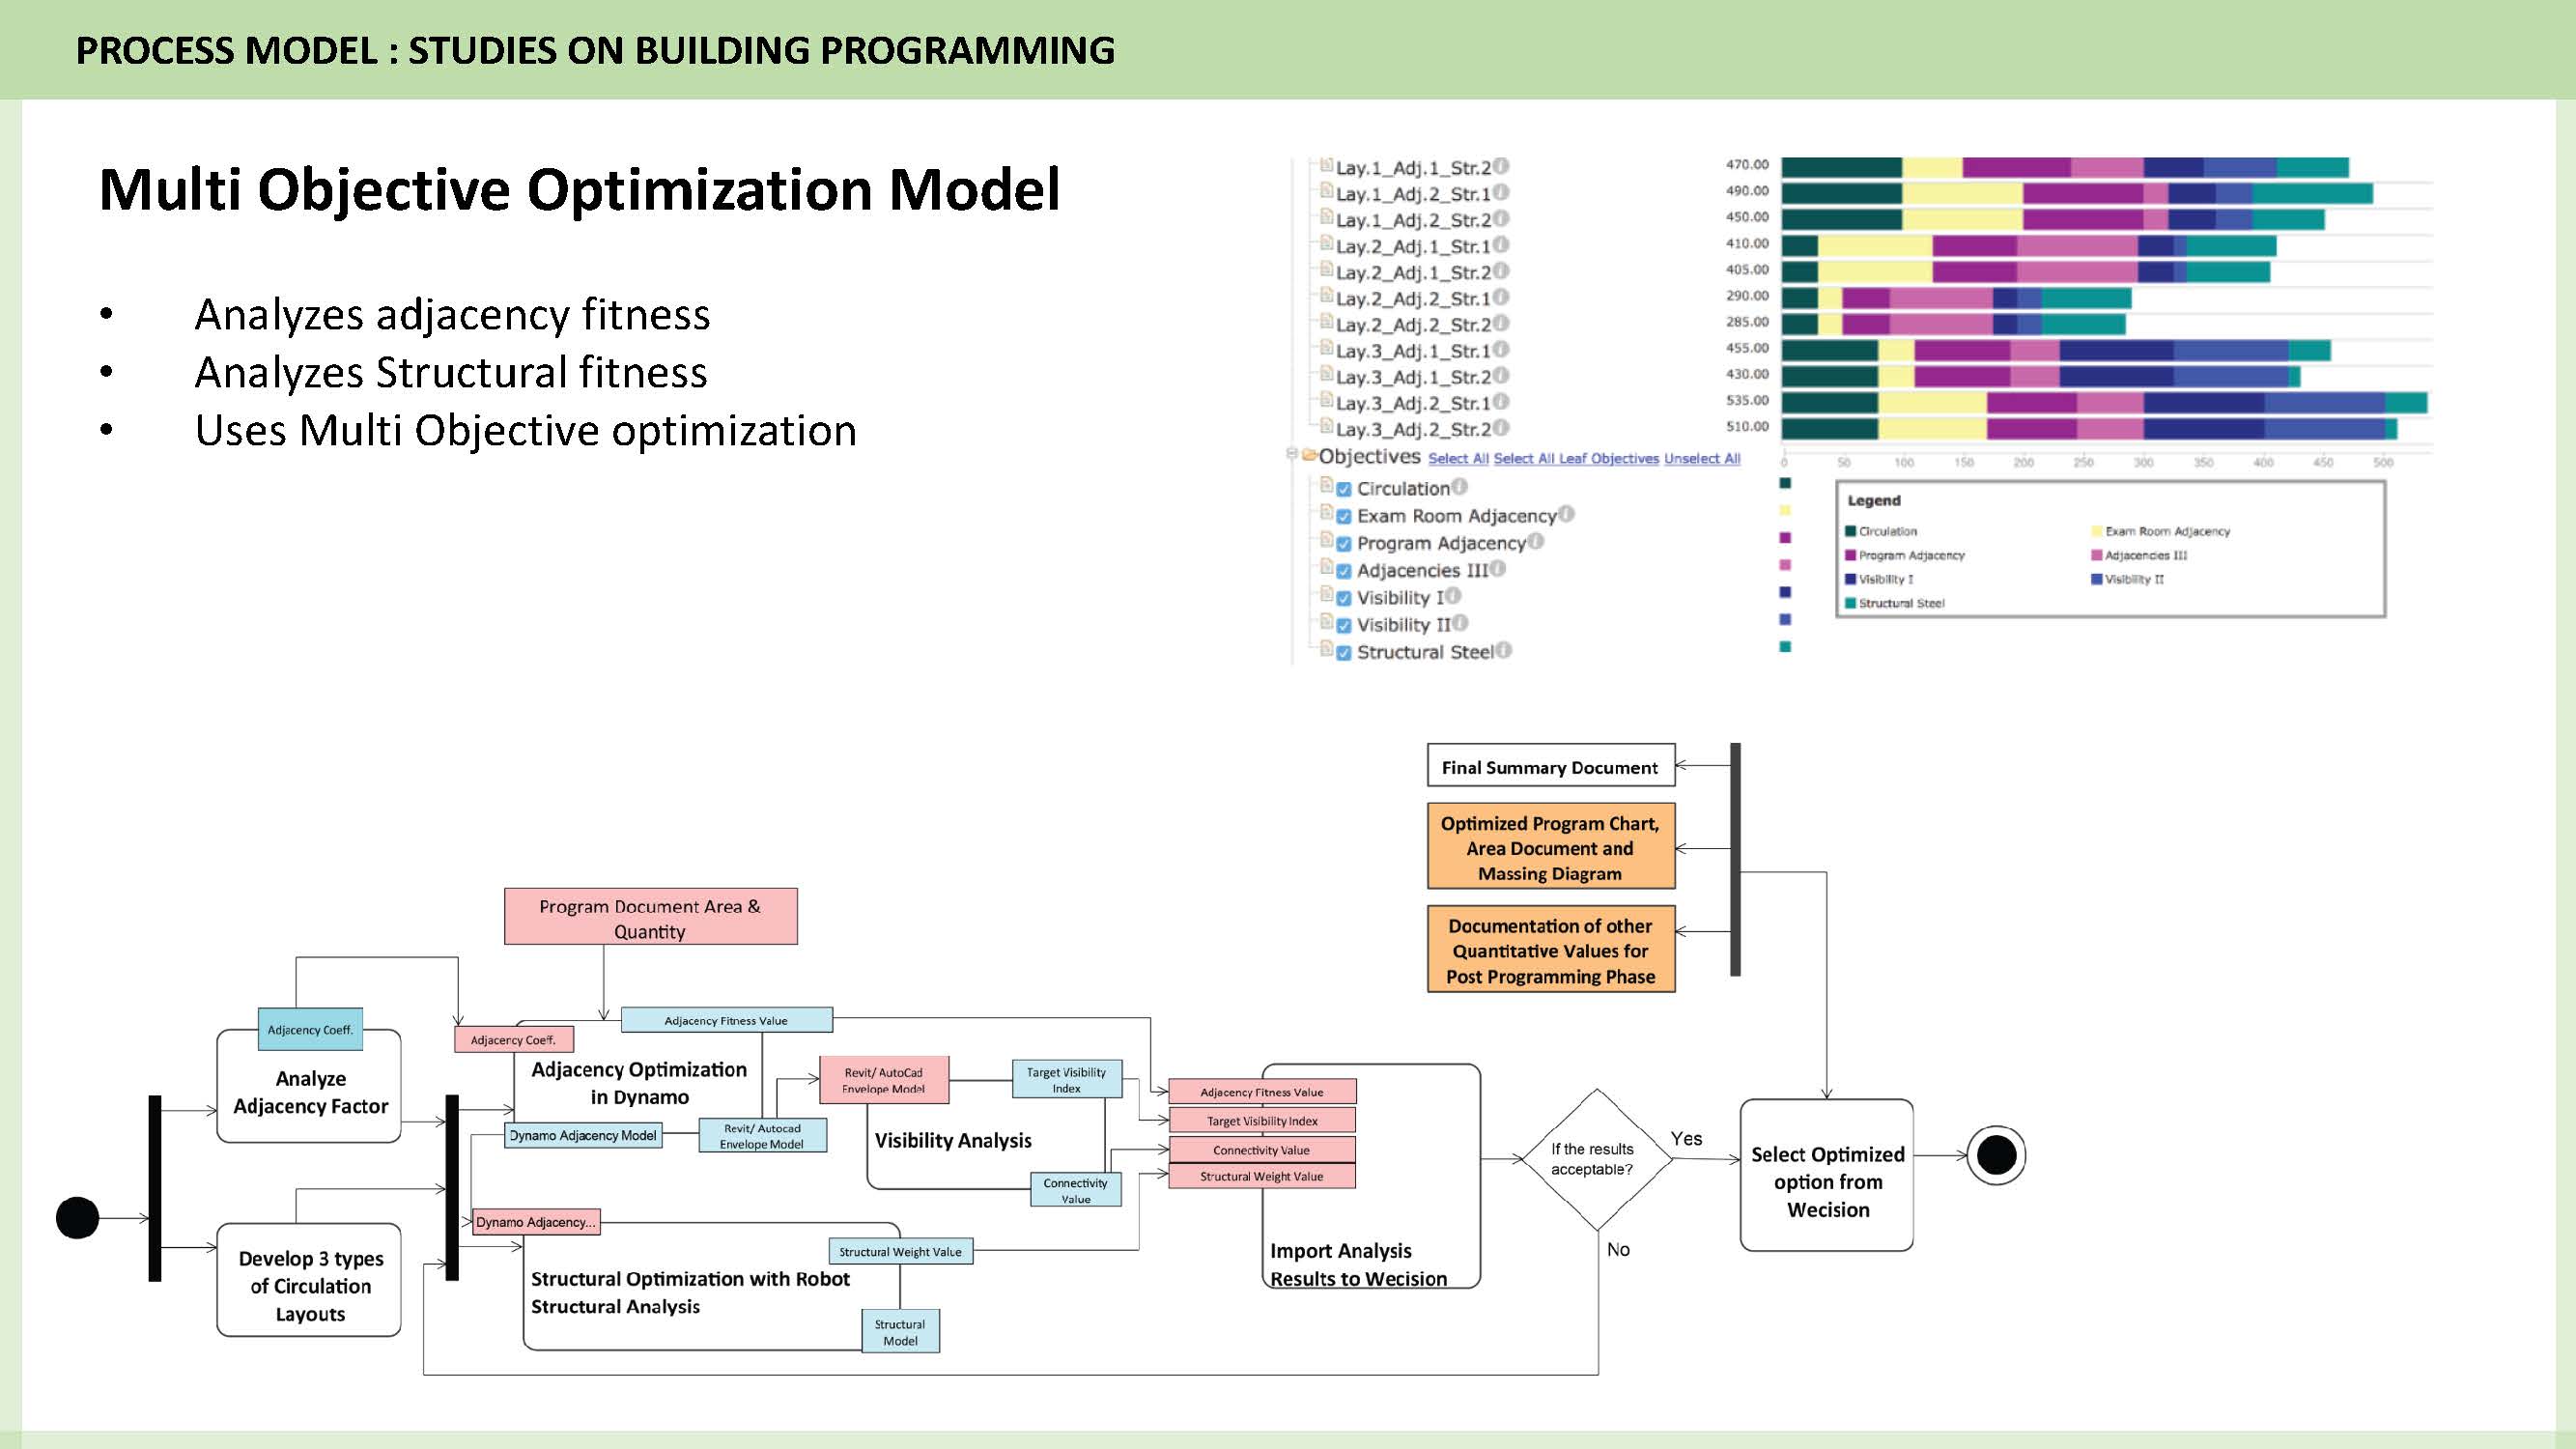 PROCESS MODEL : STUDIES ON BUILDING PROGRAMMING
Multi Objective Optimization Model
• Analyzes adjacency fitness
• Analyzes Structural fitness
• Uses Multi Objective optimization
Lay.1_Adj.1_Str.2 470.00
Lay.1_Adj.2_Str.1 490.00
Lay.1_Adj.2_Str.2 450.00
Lay.2_Adj.1_Str.1 410.00
Lay.2_Adj.1_Str.2 405.00
Lay.2_Adj.2_Str.1 290.00
Lay.2_Adj.2_Str.2 285.00
Lay.3_Adj.1_Str.1 455.00
Lay.3_Adj.1_Str.2 430.00
Lay.3_Adj.2_Str.1 535.00
Lay.3_Adj.2_Str.2 510.00
Objectives Select All Select All Leaf Objectives Unselect All
0 50 100 150 200 250 300 350 400 450 500
Circulation
Exam Room Adjacency
Program Adjacency
Adjacencies III
Visibility I
Visibility II
Structural Steel
Legend
Circulation Exam Room Adjacency
Program Adjacency Adjacencies III
Visibility I Visibility II
Structural Steel
Final Summary Document
Optimized Program Chart,
Area Document and
Massing Diagram
Documentation of other
Quantitative Values for
Post Programming Phase
Program Document Area &
Quantity
Adjacency Coeff.
Analyze
Adjacency Factor
Develop 3 types
of Circulation
Layouts
Adjacency Coeff.
Adjacency Fitness Value
Adjacency Optimization
in Dynamo
Dynamo Adjacency Model
Revit/ Autocad
Envelope Model
Revit/ AutoCad
Envelope Model
Target Visibility
Index
Visibility Analysis
Connectivity
Value
Dynamo Adjacency...
Structural Weight Value
Structural Optimization with Robot
Structural Analysis
Structural
Model
Adjacency Fitness Value
Target Visibility Index
Connectivity Value
Structural Weight Value
Import Analysis
Results to Wecision
If the results
acceptable?
Yes
No
Select Optimized
option from
Wecision